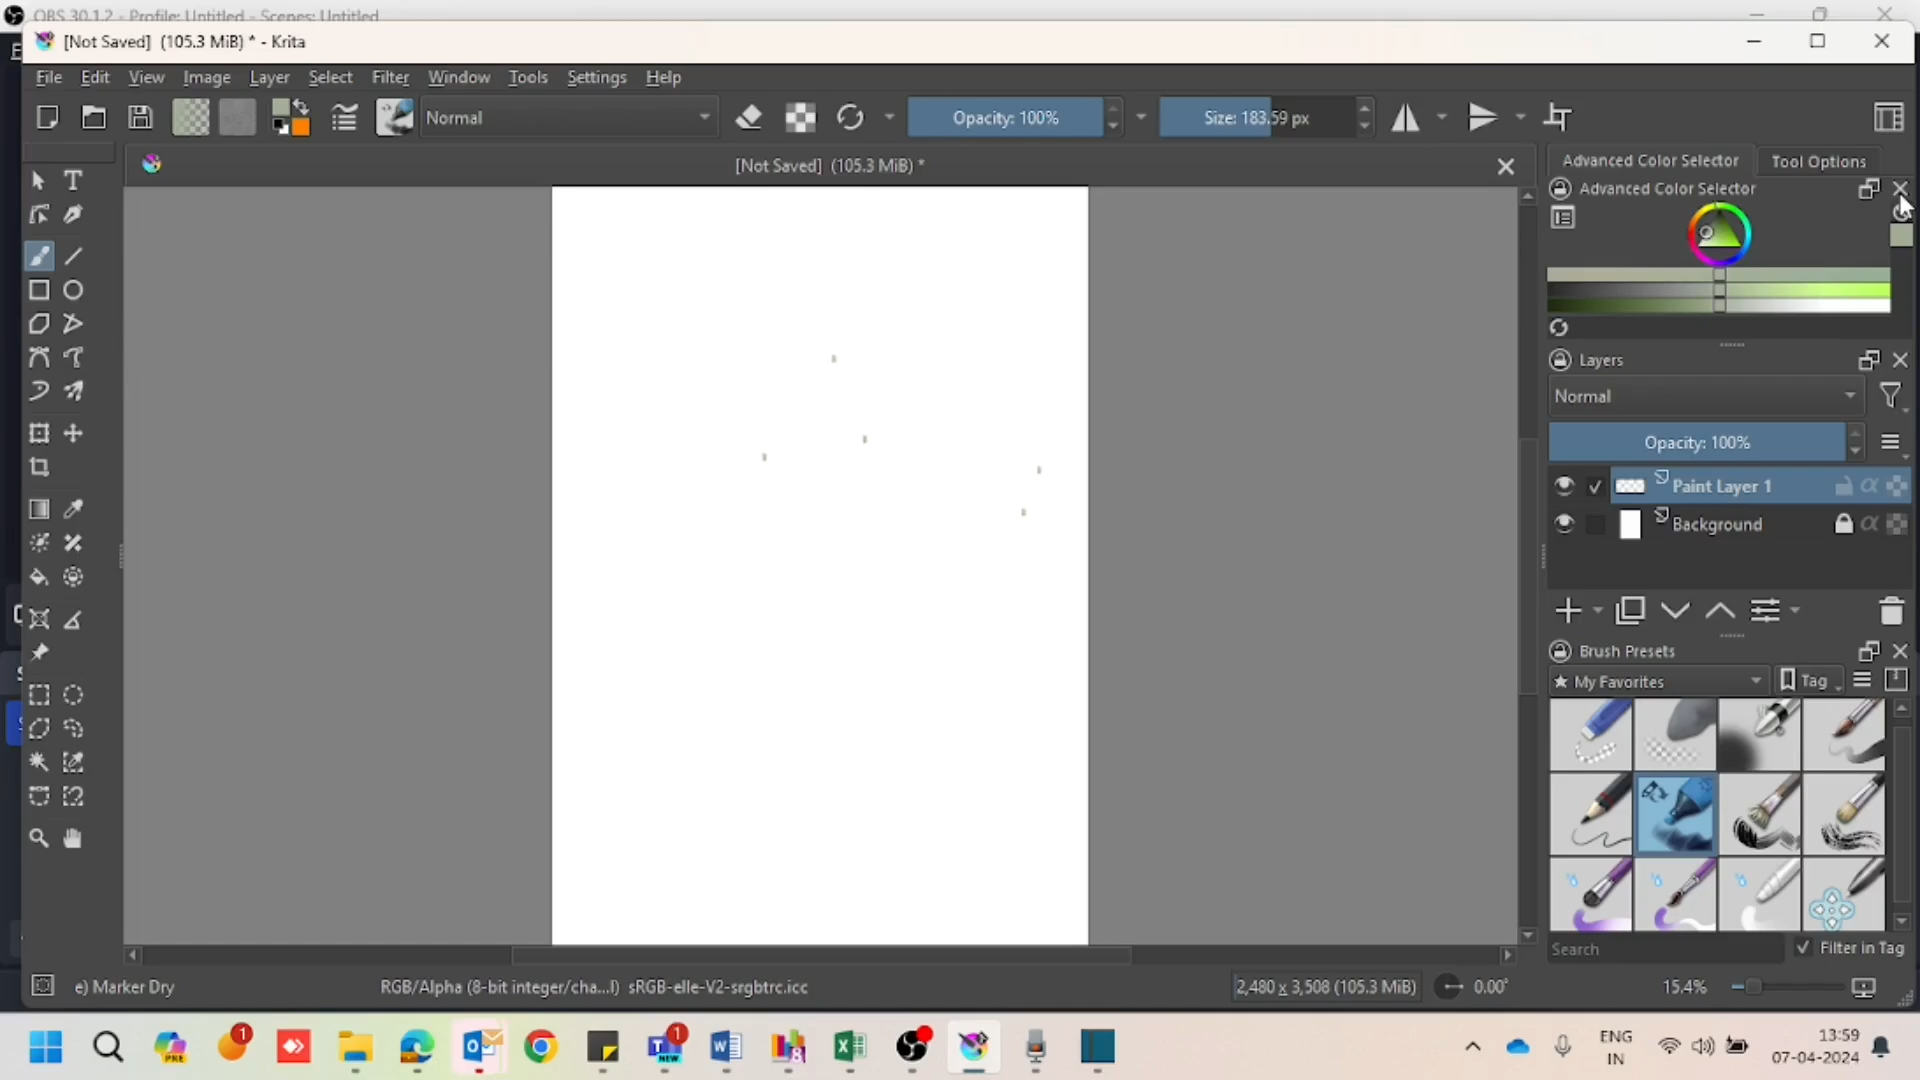 OBS 30.1.2 - Profile: Untitled - Scenes: Untitled
[Not Saved] (105.3 MiB) * - Krita
File Edit View Image Layer Select Filter Window Tools Settings Help
Normal Opacity: 100% Size: 183.59 px
[Not Saved] (105.3 MiB) *
Advanced Color Selector Tool Options
Advanced Color Selector
Layers
Normal
Opacity: 100%
Paint Layer 1
Background
Brush Presets
★ My Favorites Tag
Search Filter in Tag
e) Marker Dry RGB/Alpha (8-bit integer/cha...l) sRGB-elle-V2-srgbtrc.icc 2,480 x 3,508 (105.3 MiB) 0.00° 15.4%
PRE 1 1 NEW
ENG
IN
13:59
07-04-2024